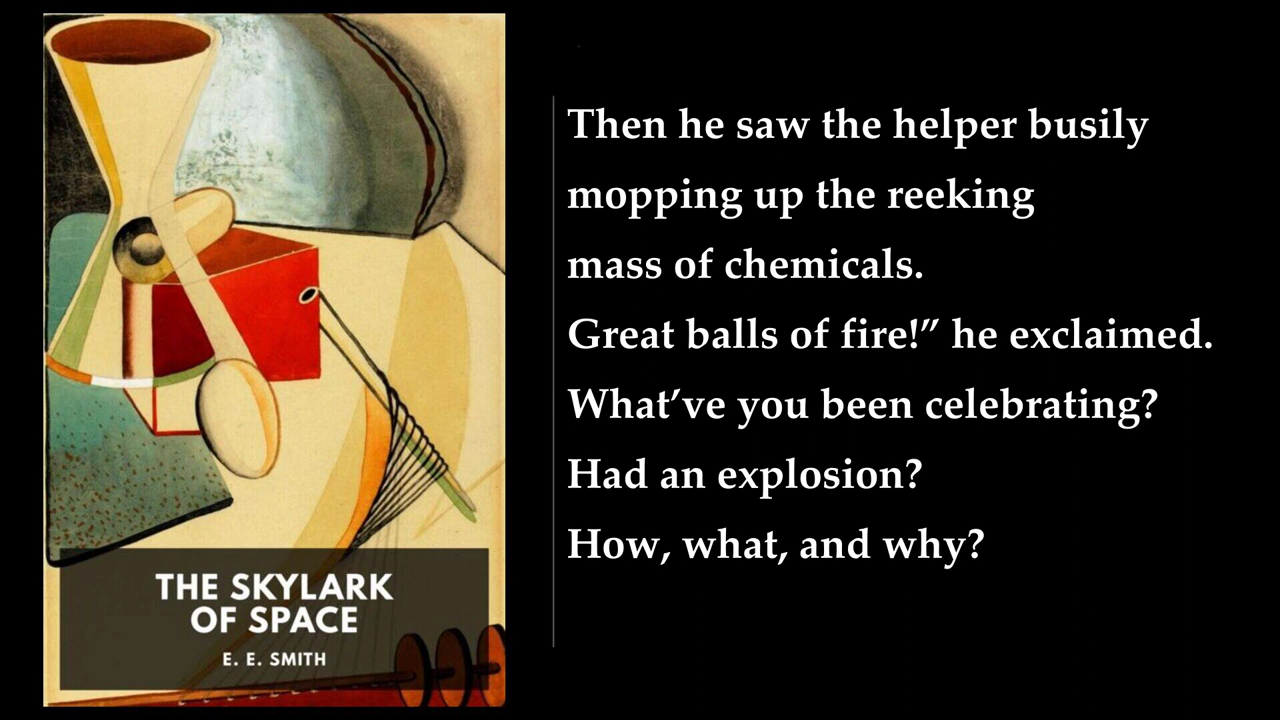 THE SKYLARK
OF SPACE
E. E. SMITH
Then he saw the helper busily
mopping up the reeking
mass of chemicals.
Great balls of fire!” he exclaimed.
What’ve you been celebrating?
Had an explosion?
How, what, and why?